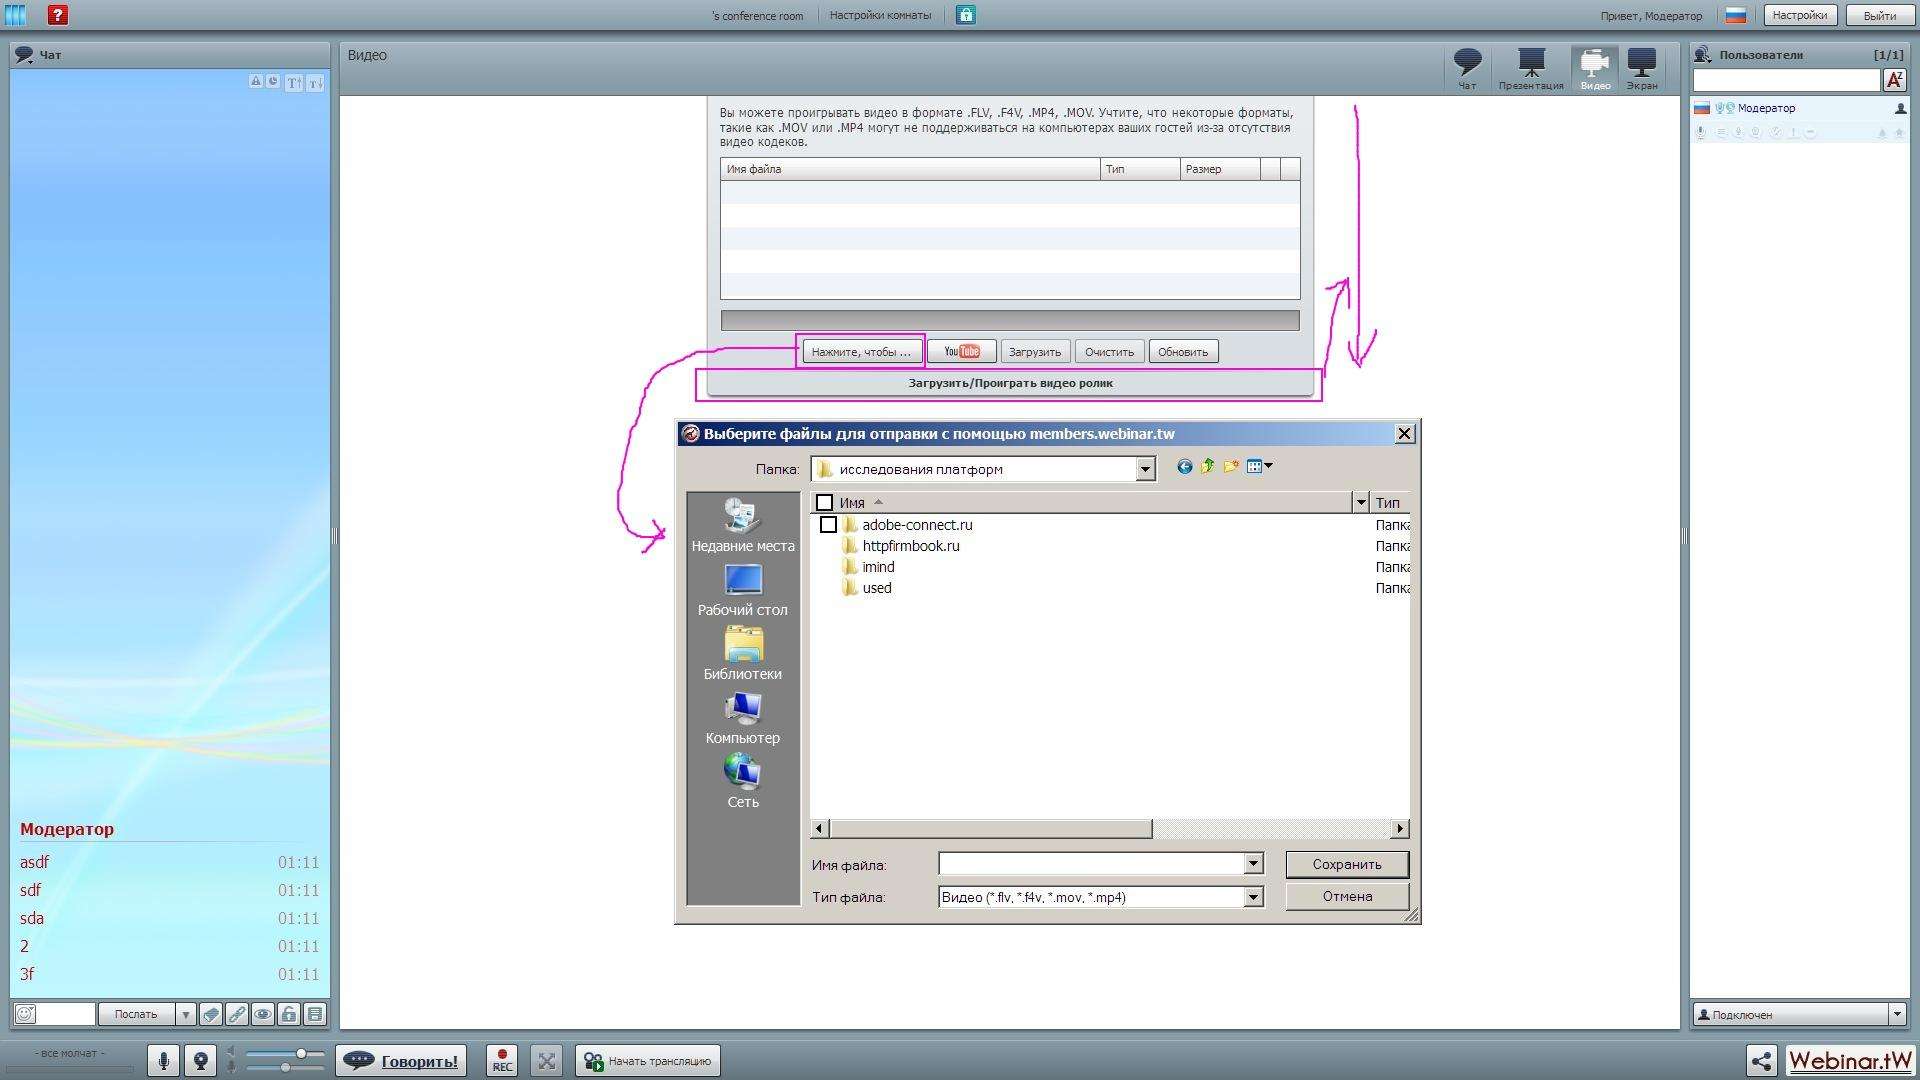 's conference room
Настройки комнаты
Привет, Модератор
Настройки
Выйти
Чат
Видео
Чат
Презентация
Видео
Экран
Пользователи
[1/1]
Модератор
Вы можете проигрывать видео в формате .FLV, .F4V, .MP4, .MOV. Учтите, что некоторые форматы,
такие как .MOV или .MP4 могут не поддерживаться на компьютерах ваших гостей из-за отсутствия
видео кодеков.
Имя файла
Тип
Размер
Нажмите, чтобы ...
YouTube
Загрузить
Очистить
Обновить
Загрузить/Проиграть видео ролик
Выберите файлы для отправки с помощью members.webinar.tw
Папка:
исследования платформ
Имя
Тип
Недавние места
Рабочий стол
Библиотеки
Компьютер
Сеть
adobe-connect.ru
Папка
httpfirmbook.ru
Папка
imind
Папка
used
Папка
Имя файла:
Сохранить
Тип файла:
Видео (*.flv, *.f4v, *.mov, *.mp4)
Отмена
Модератор
asdf 01:11
sdf 01:11
sda 01:11
2 01:11
3f 01:11
Послать
Подключен
- все молчат -
Говорить!
REC
Начать трансляцию
Webinar.tW